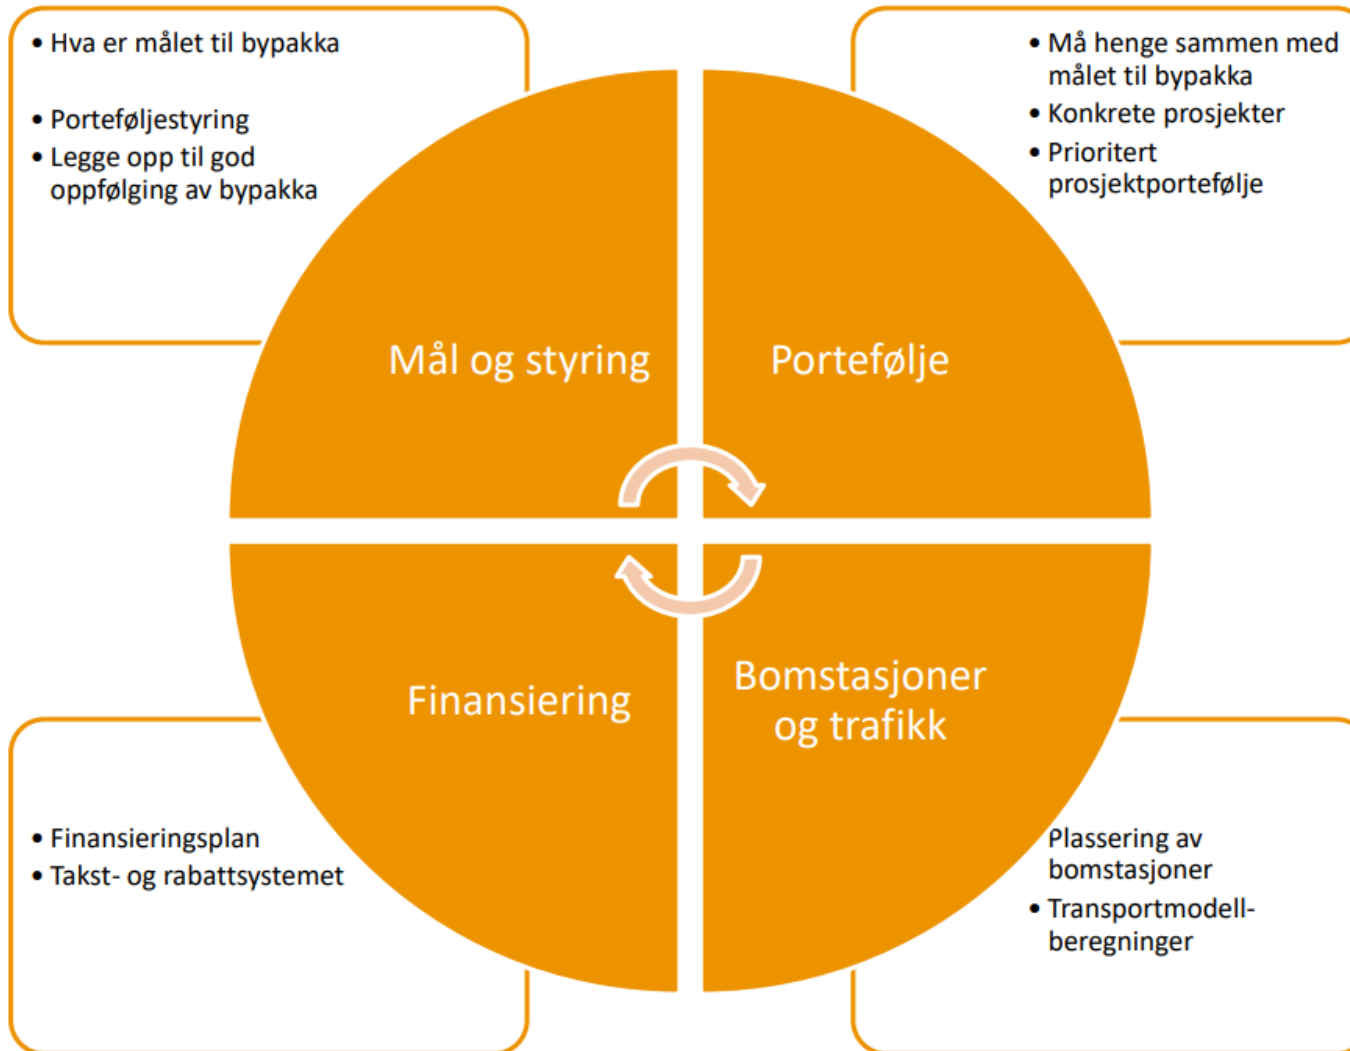 • Hva er målet til bypakka
• Porteføljestyring
• Legge opp til god
oppfølging av bypakka
• Må henge sammen med
målet til bypakka
• Konkrete prosjekter
• Prioritert
prosjektportefølje
Mål og styring
Portefølje
Finansiering
Bomstasjoner
og trafikk
• Finansieringsplan
• Takst- og rabattsystemet
Plassering av
bomstasjoner
• Transportmodell-
beregninger